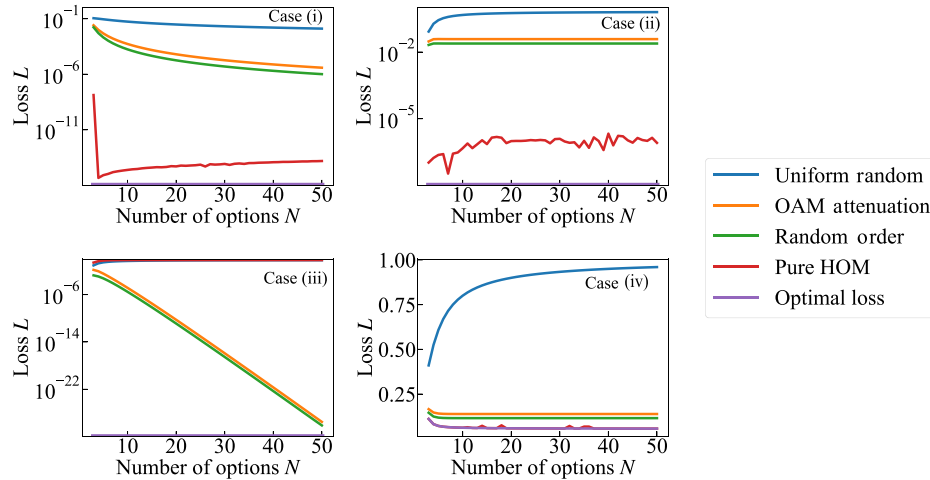 10^-1
10^-6
10^-11
Loss L
Case (i)
10 20 30 40 50
Number of options N
10^-2
10^-5
Loss L
Case (ii)
10 20 30 40 50
Number of options N
10^-6
10^-14
10^-22
Loss L
Case (iii)
10 20 30 40 50
Number of options N
1.00
0.75
0.50
0.25
Loss L
Case (iv)
10 20 30 40 50
Number of options N
Uniform random
OAM attenuation
Random order
Pure HOM
Optimal loss